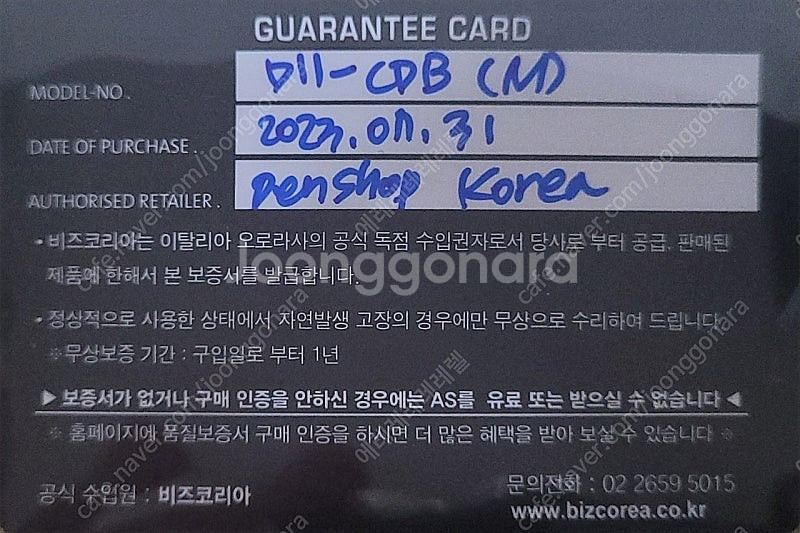 GUARANTEE CARD
MODEL-NO. D11-CDB (M)
DATE OF PURCHASE.. 2023.07.31
AUTHORISED RETAILER. Penshop Korea
• 비즈코리아는 이탈리아 오로라사의 공식 독점 수입권자로서 당사로 부터 공급. 판매된
제품에 한해서 본 보증서를 발급합니다.
joonggonara
• 정상적으로 사용한 상태에서 자연발생 고장의 경우에만 무상으로 수리하여 드립니다.
※무상보증 기간 : 구입일로 부터 1년
▶ 보증서가 없거나 구매 인증을 안하신 경우에는 AS를 유료 또는 받으실 수 없습니다 ◀
※ 홈페이지에 품질보증서 구매 인증을 하시면 더 많은 혜택을 받아 보실 수 있습니다 ※
공식 수입원 : 비즈코리아
문의전화 : 02 2659 5015
www.bizcorea.co.kr
cafe.naver.com/joonggonara